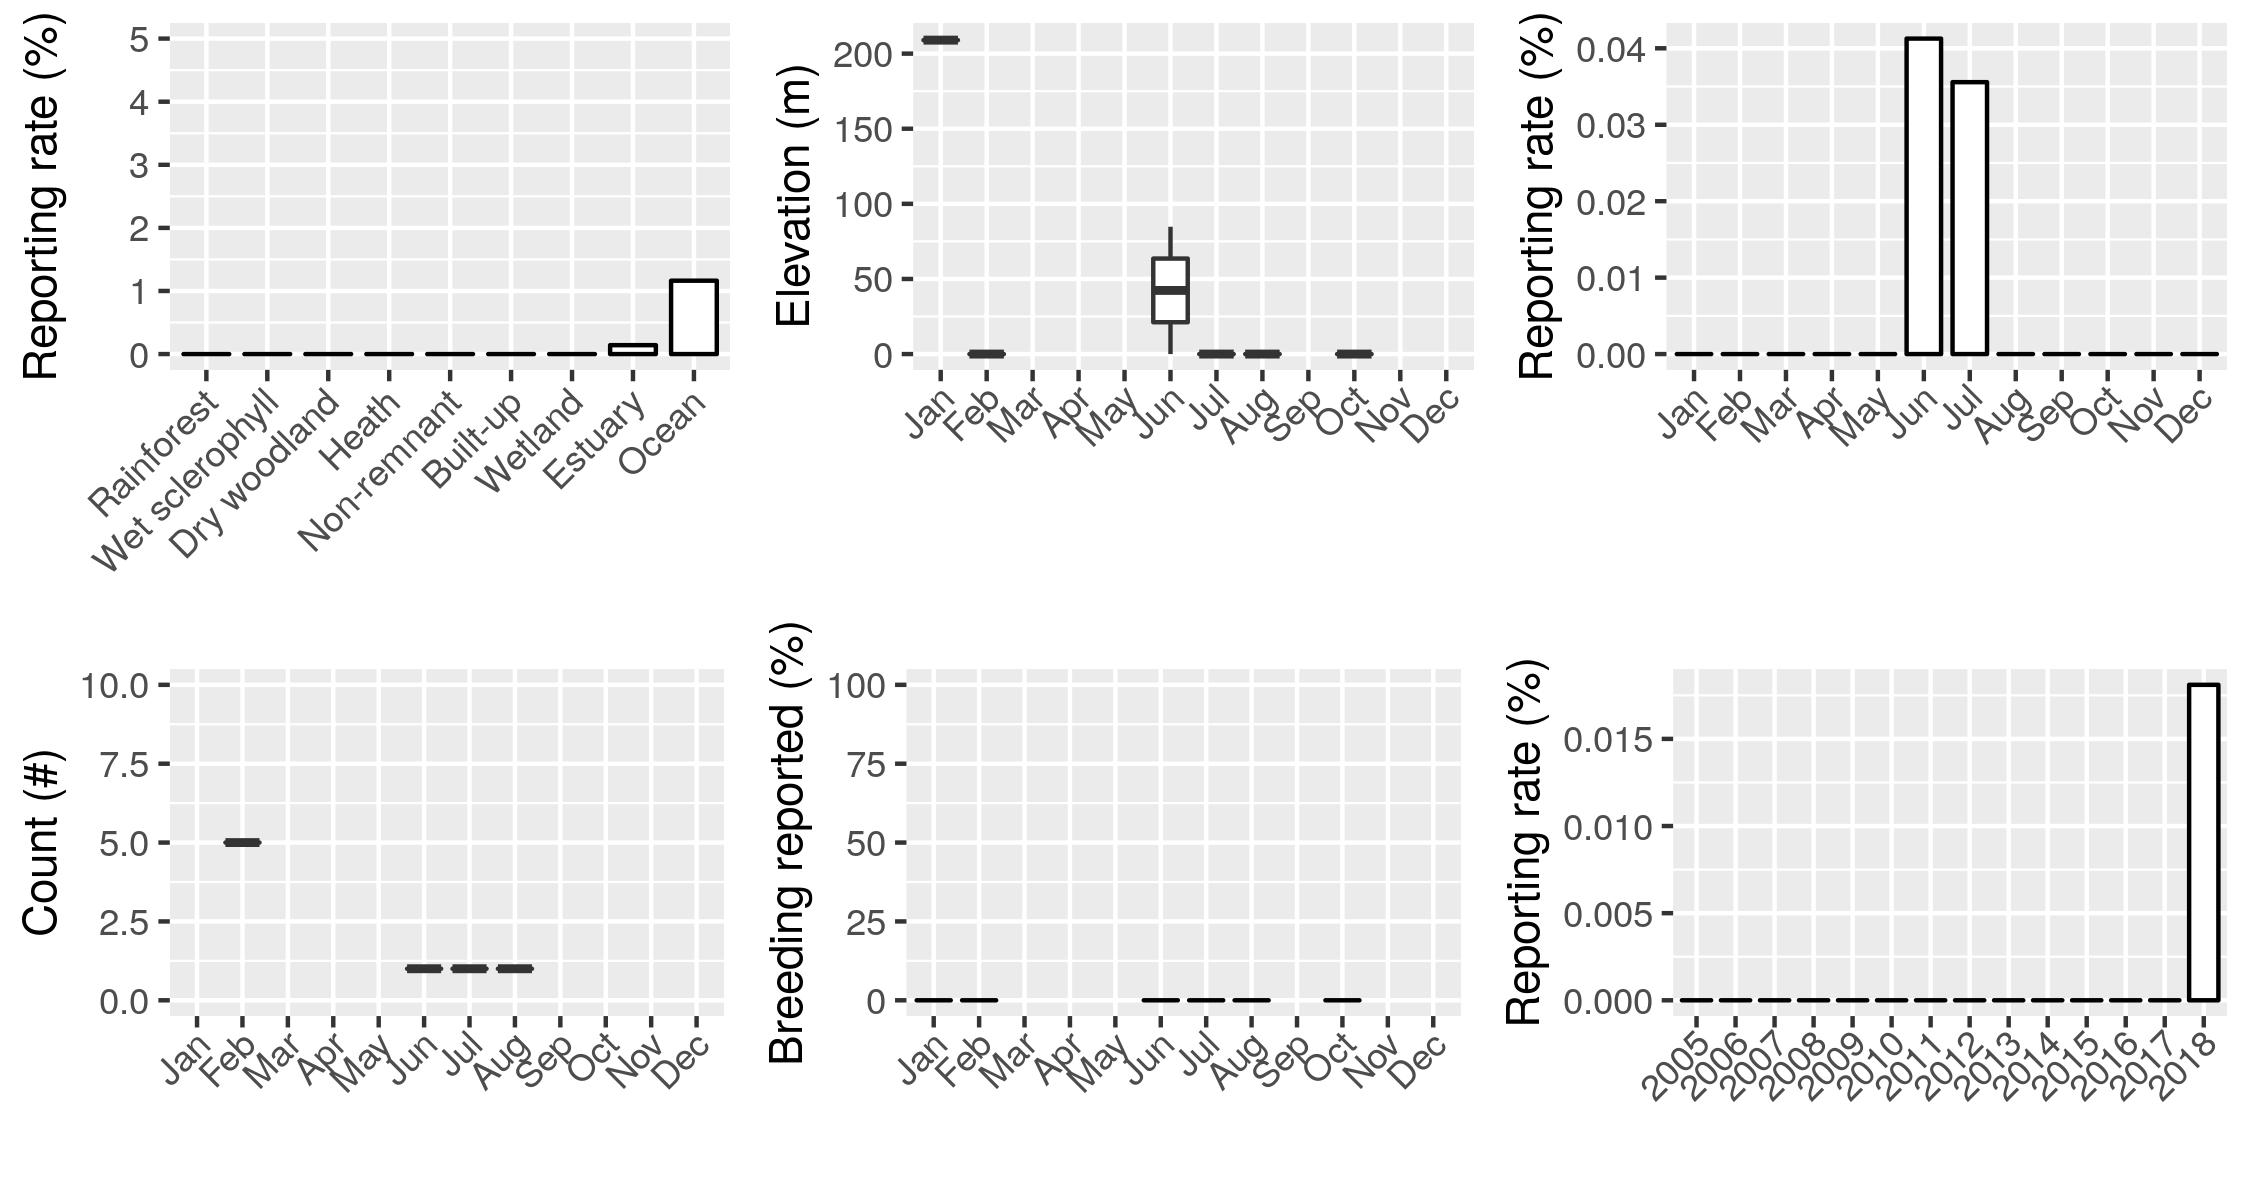 Reporting rate (%)
5
4
3
2
1
0
Rainforest
Wet sclerophyll
Dry woodland
Heath
Non-remnant
Built-up
Wetland
Estuary
Ocean
Elevation (m)
200
150
100
50
0
Jan
Feb
Mar
Apr
May
Jun
Jul
Aug
Sep
Oct
Nov
Dec
Reporting rate (%)
0.04
0.03
0.02
0.01
0.00
Jan
Feb
Mar
Apr
May
Jun
Jul
Aug
Sep
Oct
Nov
Dec
Count (#)
10.0
7.5
5.0
2.5
0.0
Jan
Feb
Mar
Apr
May
Jun
Jul
Aug
Sep
Oct
Nov
Dec
Breeding reported (%)
100
75
50
25
0
Jan
Feb
Mar
Apr
May
Jun
Jul
Aug
Sep
Oct
Nov
Dec
Reporting rate (%)
0.015
0.010
0.005
0.000
2005
2006
2007
2008
2009
2010
2011
2012
2013
2014
2015
2016
2017
2018